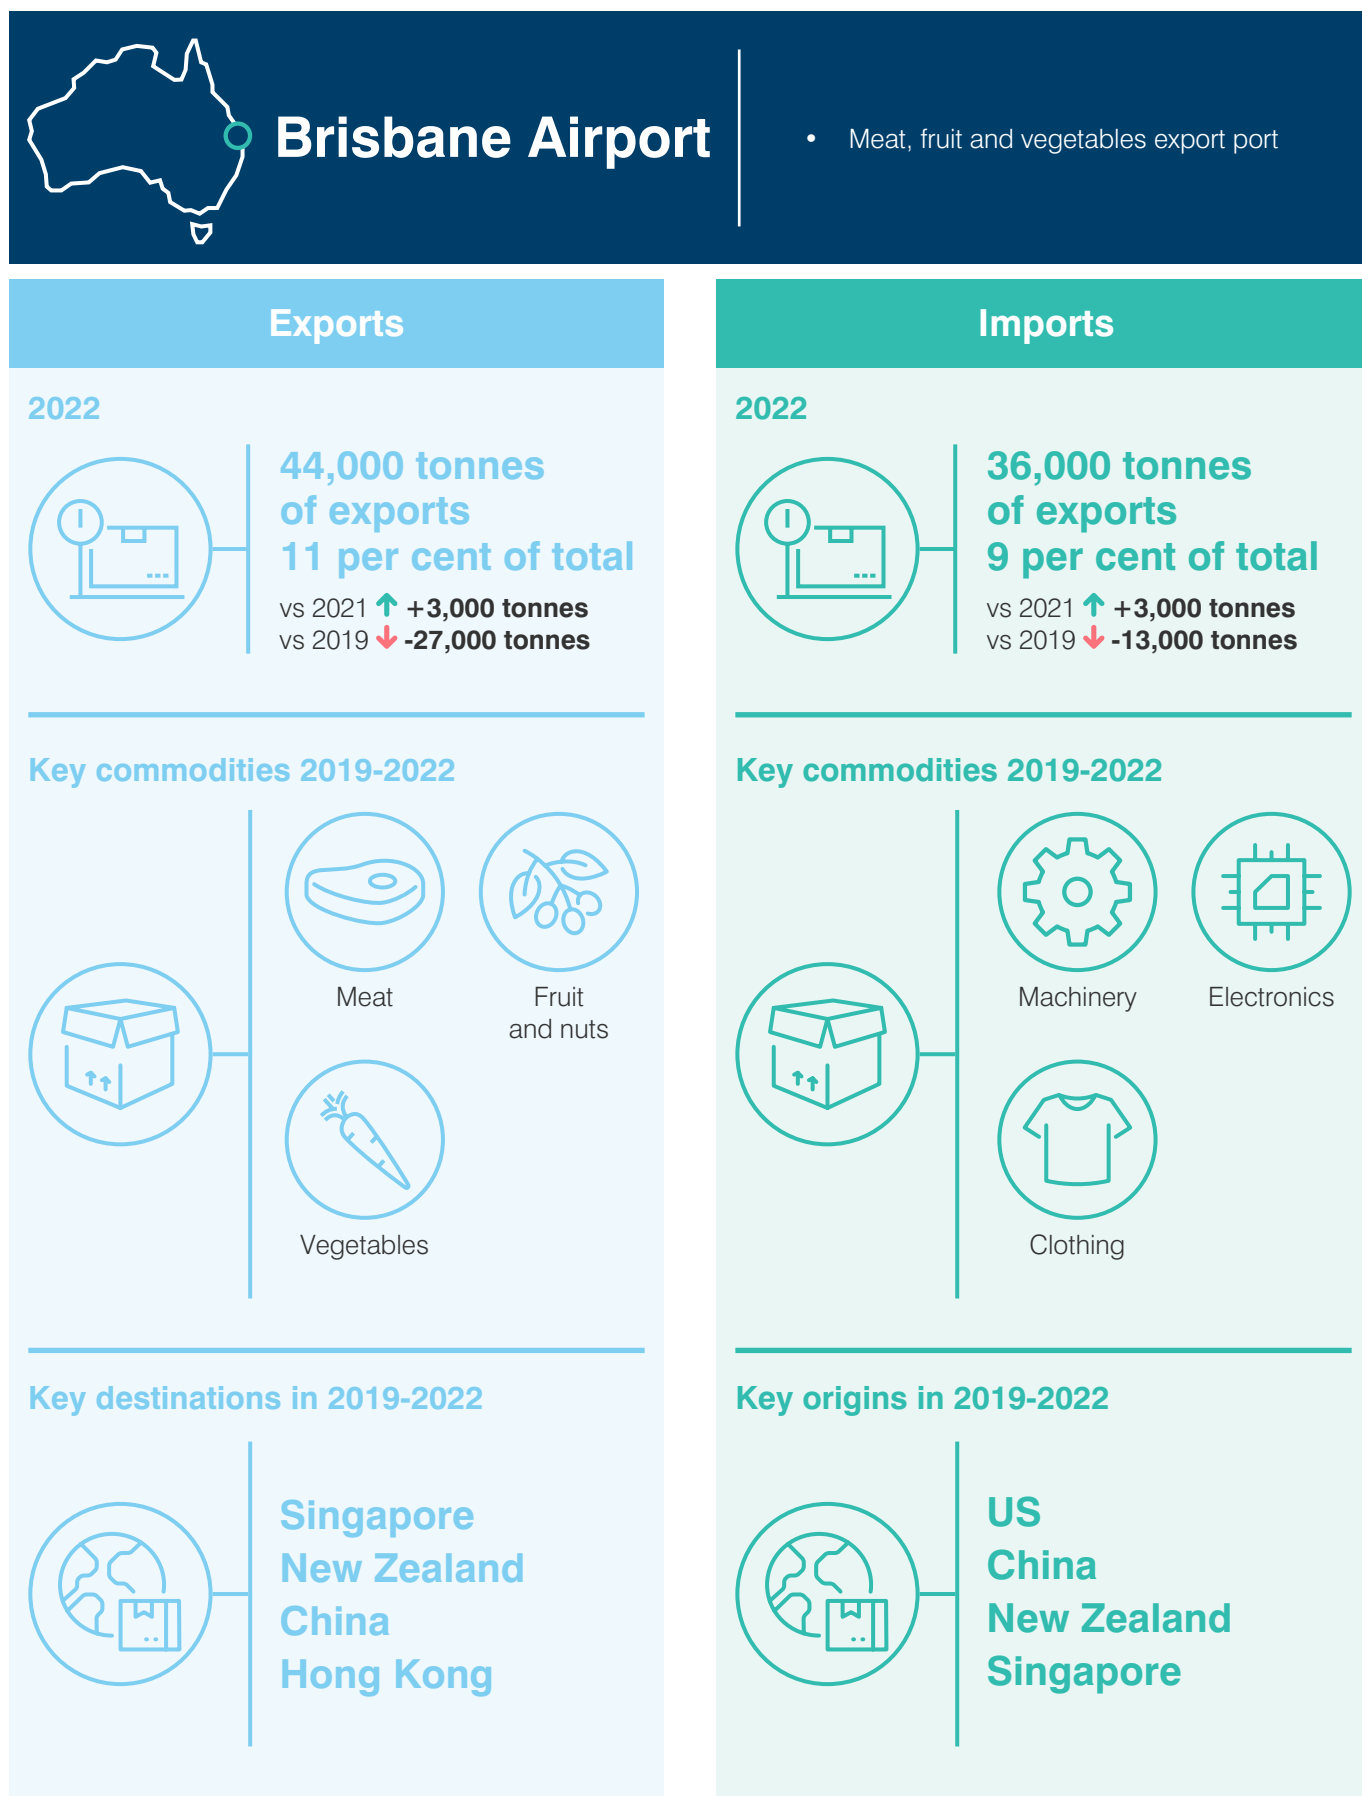 Brisbane Airport
• Meat, fruit and vegetables export port
Exports
2022
44,000 tonnes
of exports
11 per cent of total
vs 2021 ↑ +3,000 tonnes
vs 2019 ↓ -27,000 tonnes
Key commodities 2019-2022
Meat
Fruit
and nuts
Vegetables
Key destinations in 2019-2022
Singapore
New Zealand
China
Hong Kong
Imports
2022
36,000 tonnes
of exports
9 per cent of total
vs 2021 ↑ +3,000 tonnes
vs 2019 ↓ -13,000 tonnes
Key commodities 2019-2022
Machinery
Electronics
Clothing
Key origins in 2019-2022
US
China
New Zealand
Singapore